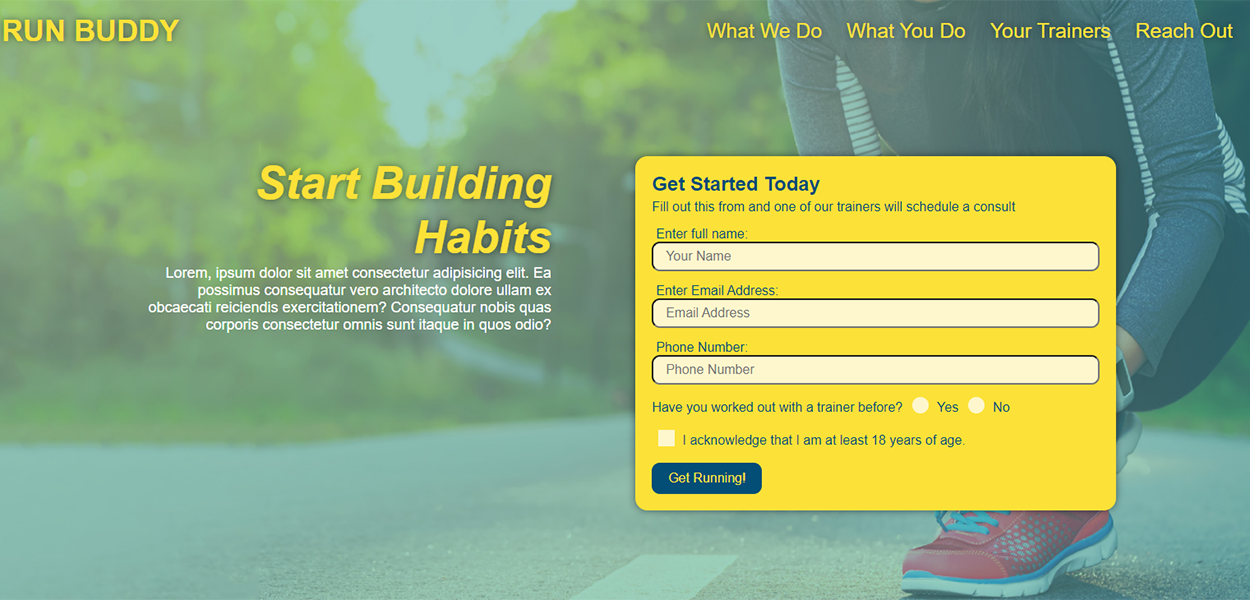 RUN BUDDY
What We Do What You Do Your Trainers Reach Out
Start Building
Habits
Lorem, ipsum dolor sit amet consectetur adipisicing elit. Ea
possimus consequatur vero architecto dolore ullam ex
obcaecati reiciendis exercitationem? Consequatur nobis quas
corporis consectetur omnis sunt itaque in quos odio?
Get Started Today
Fill out this from and one of our trainers will schedule a consult
Enter full name:
Your Name
Enter Email Address:
Email Address
Phone Number:
Phone Number
Have you worked out with a trainer before? Yes No
I acknowledge that I am at least 18 years of age.
Get Running!